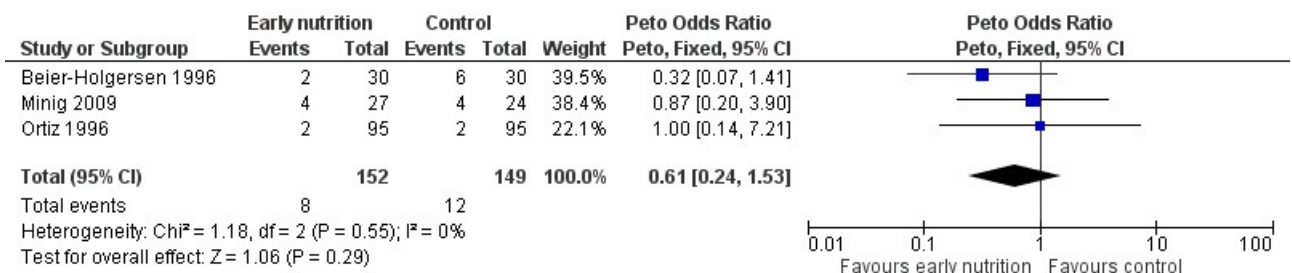 Early nutrition Control Peto Odds Ratio Peto Odds Ratio
Study or Subgroup Events Total Events Total Weight Peto, Fixed, 95% CI Peto, Fixed, 95% CI
Beier-Holgersen 1996 2 30 6 30 39.5% 0.32 [0.07, 1.41]
Minig 2009 4 27 4 24 38.4% 0.87 [0.20, 3.90]
Ortiz 1996 2 95 2 95 22.1% 1.00 [0.14, 7.21]
Total (95% CI) 152 149 100.0% 0.61 [0.24, 1.53]
Total events 8 12
Heterogeneity: Chi² = 1.18, df = 2 (P = 0.55); I² = 0%
Test for overall effect: Z = 1.06 (P = 0.29)
0.01 0.1 1 10 100
Favours early nutrition Favours control